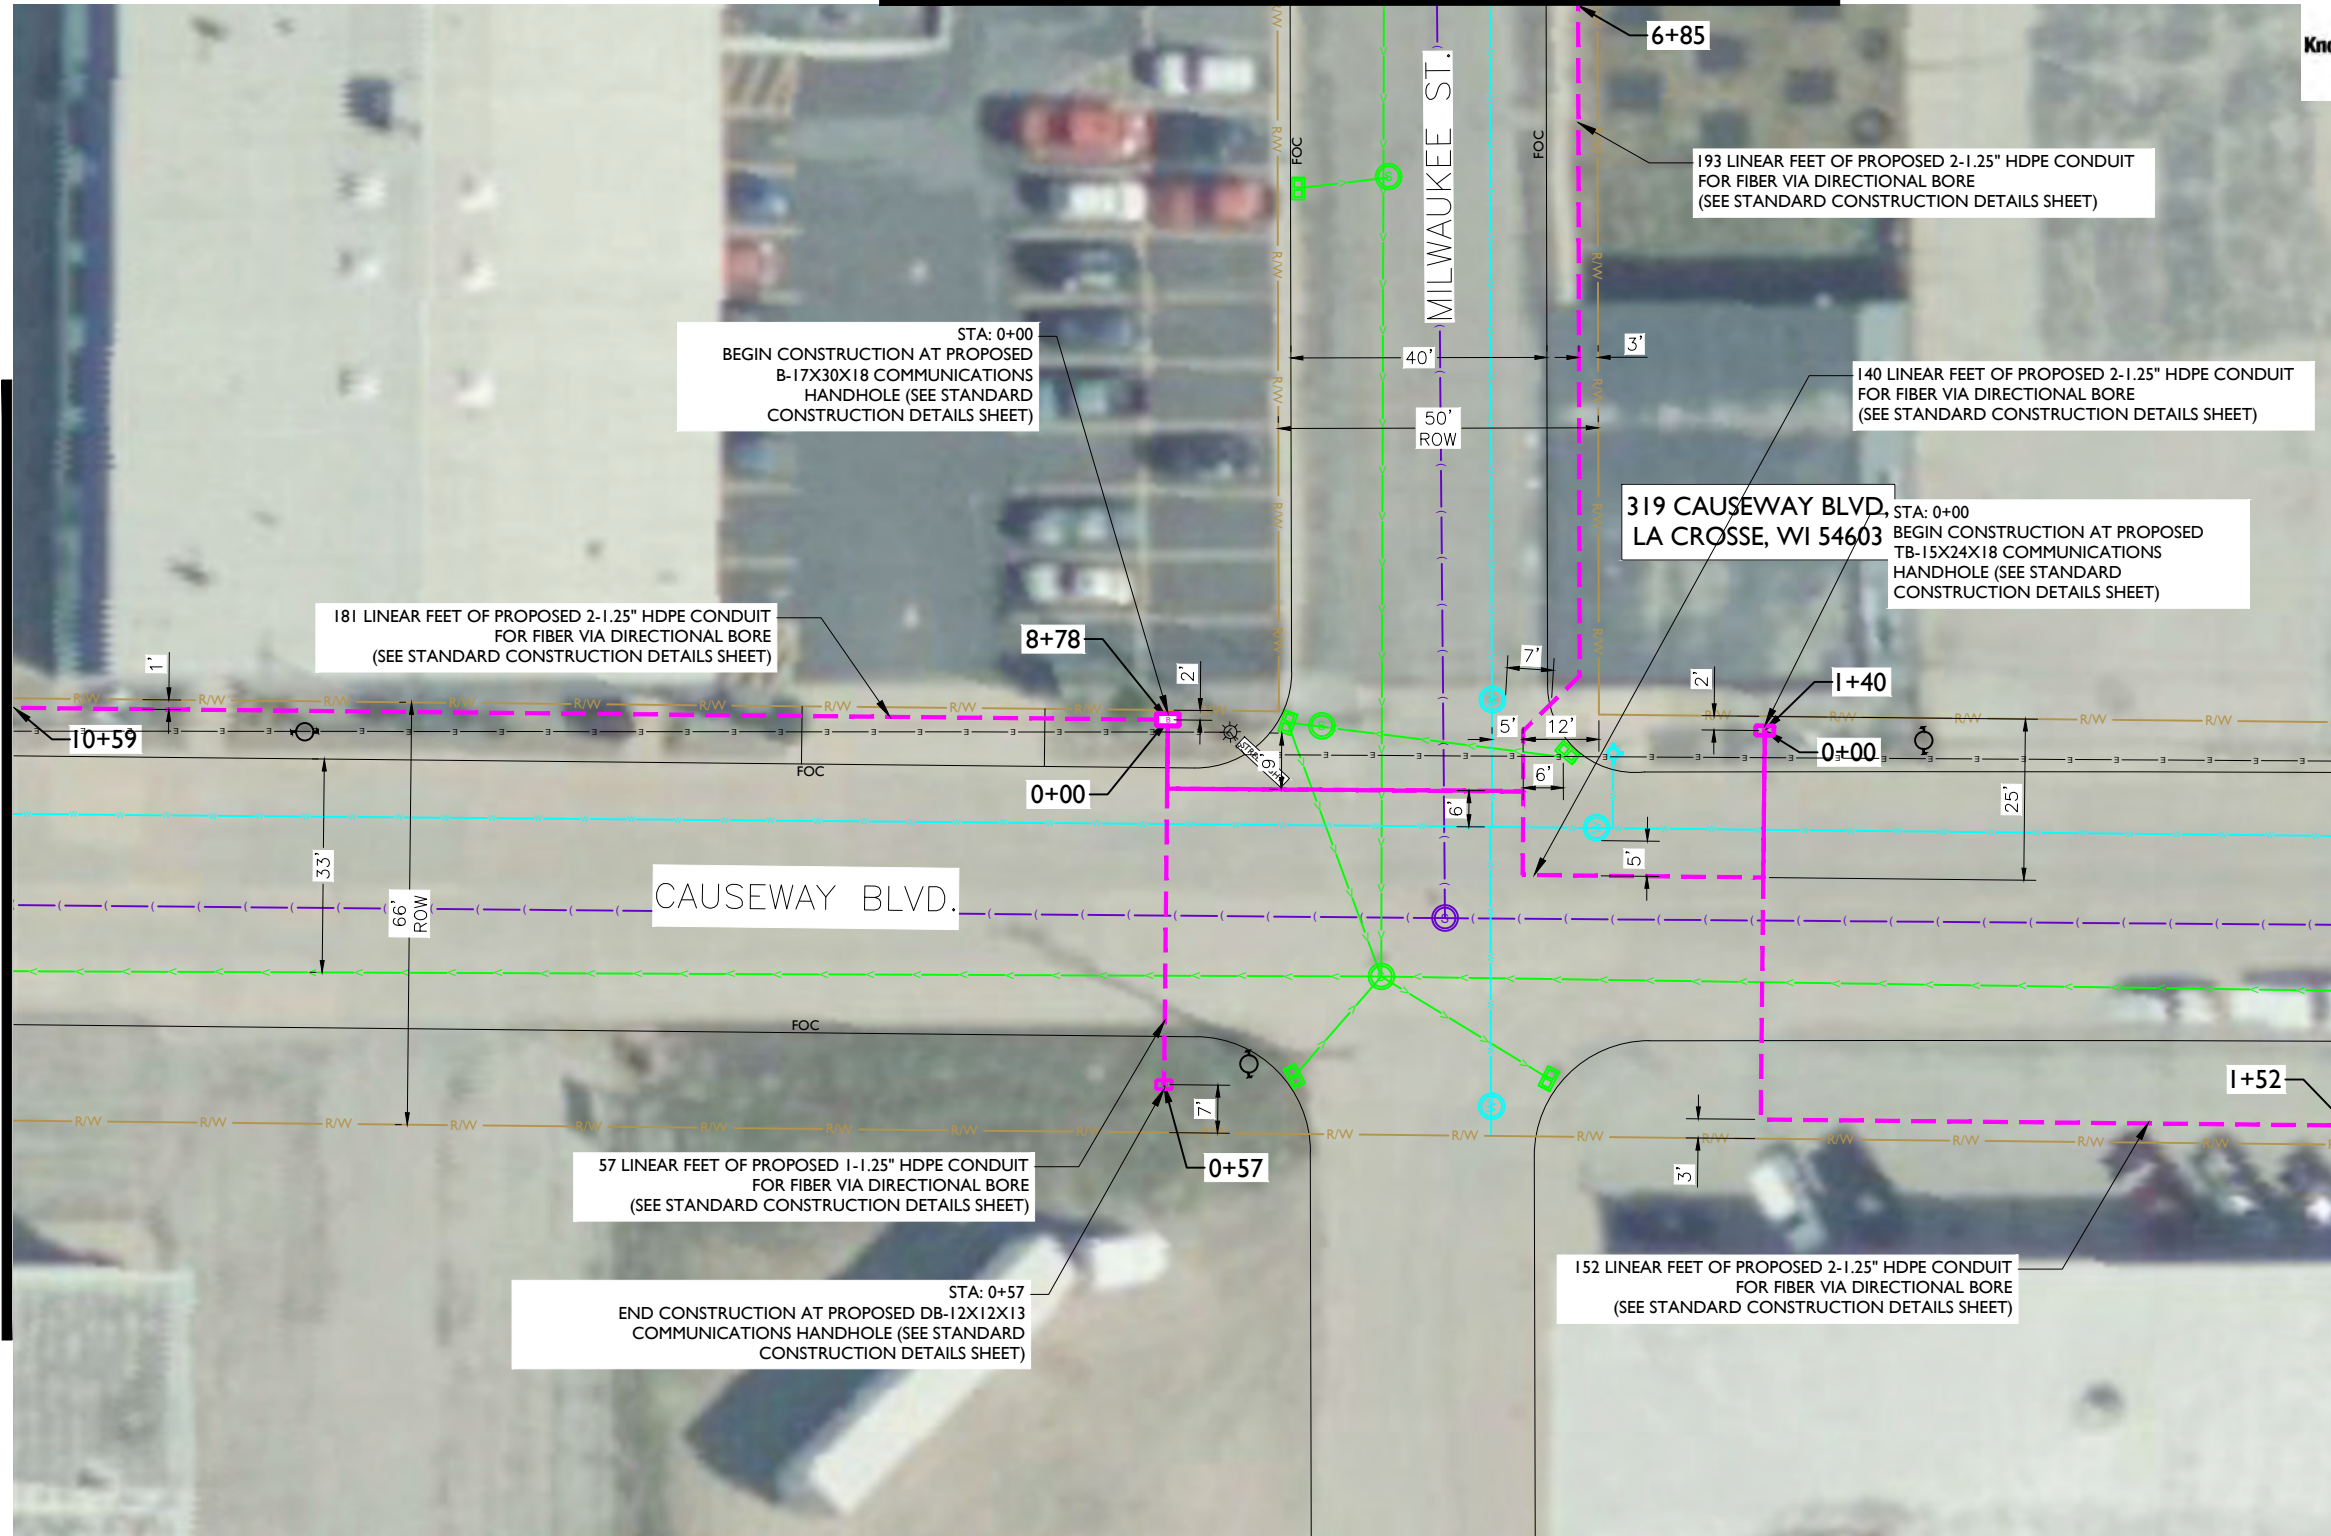 6+85
Kno
MILWAUKEE ST.
FOC
FOC
193 LINEAR FEET OF PROPOSED 2-1.25" HDPE CONDUIT
FOR FIBER VIA DIRECTIONAL BORE
(SEE STANDARD CONSTRUCTION DETAILS SHEET)
STA: 0+00
BEGIN CONSTRUCTION AT PROPOSED
B-17X30X18 COMMUNICATIONS
HANDHOLE (SEE STANDARD
CONSTRUCTION DETAILS SHEET)
40'
3'
50'
ROW
140 LINEAR FEET OF PROPOSED 2-1.25" HDPE CONDUIT
FOR FIBER VIA DIRECTIONAL BORE
(SEE STANDARD CONSTRUCTION DETAILS SHEET)
319 CAUSEWAY BLVD,
LA CROSSE, WI 54603
STA: 0+00
BEGIN CONSTRUCTION AT PROPOSED
TB-15X24X18 COMMUNICATIONS
HANDHOLE (SEE STANDARD
CONSTRUCTION DETAILS SHEET)
181 LINEAR FEET OF PROPOSED 2-1.25" HDPE CONDUIT
FOR FIBER VIA DIRECTIONAL BORE
(SEE STANDARD CONSTRUCTION DETAILS SHEET)
8+78
1'
2'
7'
2'
1+40
R/W R/W R/W R/W R/W R/W R/W R/W R/W
R/W R/W R/W R/W R/W
10+59
5'
12'
0+00
FOC
9'
6'
0+00
6'
25'
33'
5'
CAUSEWAY BLVD.
66'
ROW
FOC
1+52
7'
R/W R/W R/W R/W R/W R/W R/W R/W R/W R/W R/W R/W R/W R/W R/W R/W R/W
57 LINEAR FEET OF PROPOSED 1-1.25" HDPE CONDUIT
FOR FIBER VIA DIRECTIONAL BORE
(SEE STANDARD CONSTRUCTION DETAILS SHEET)
0+57
3'
STA: 0+57
END CONSTRUCTION AT PROPOSED DB-12X12X13
COMMUNICATIONS HANDHOLE (SEE STANDARD
CONSTRUCTION DETAILS SHEET)
152 LINEAR FEET OF PROPOSED 2-1.25" HDPE CONDUIT
FOR FIBER VIA DIRECTIONAL BORE
(SEE STANDARD CONSTRUCTION DETAILS SHEET)